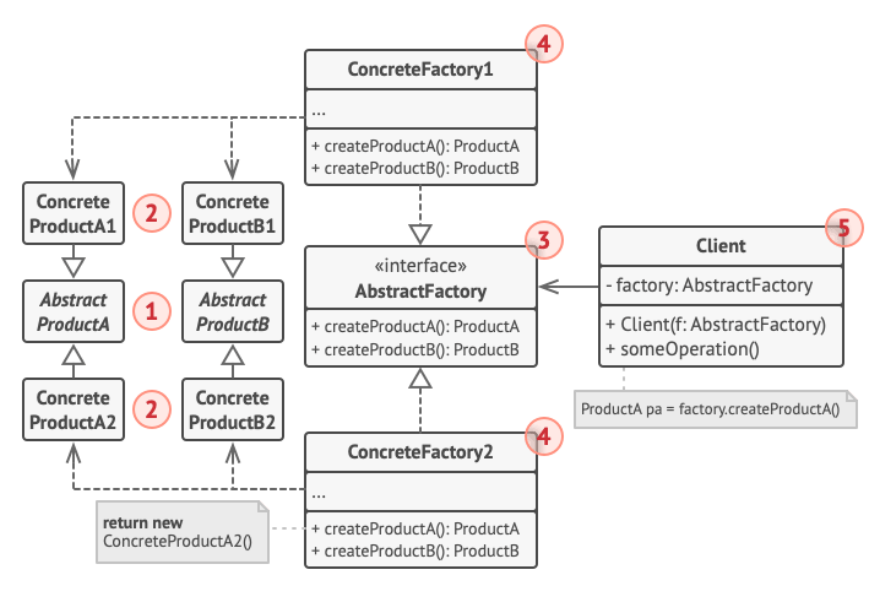 4
ConcreteFactory1
...
+ createProductA(): ProductA
+ createProductB(): ProductB
Concrete
ProductA1
2
Concrete
ProductB1
Abstract
ProductA
1
Abstract
ProductB
Concrete
ProductA2
2
Concrete
ProductB2
3
«interface»
AbstractFactory
+ createProductA(): ProductA
+ createProductB(): ProductB
5
Client
- factory: AbstractFactory
+ Client(f: AbstractFactory)
+ someOperation()
ProductA pa = factory.createProductA()
4
ConcreteFactory2
...
+ createProductA(): ProductA
+ createProductB(): ProductB
return new
ConcreteProductA2()